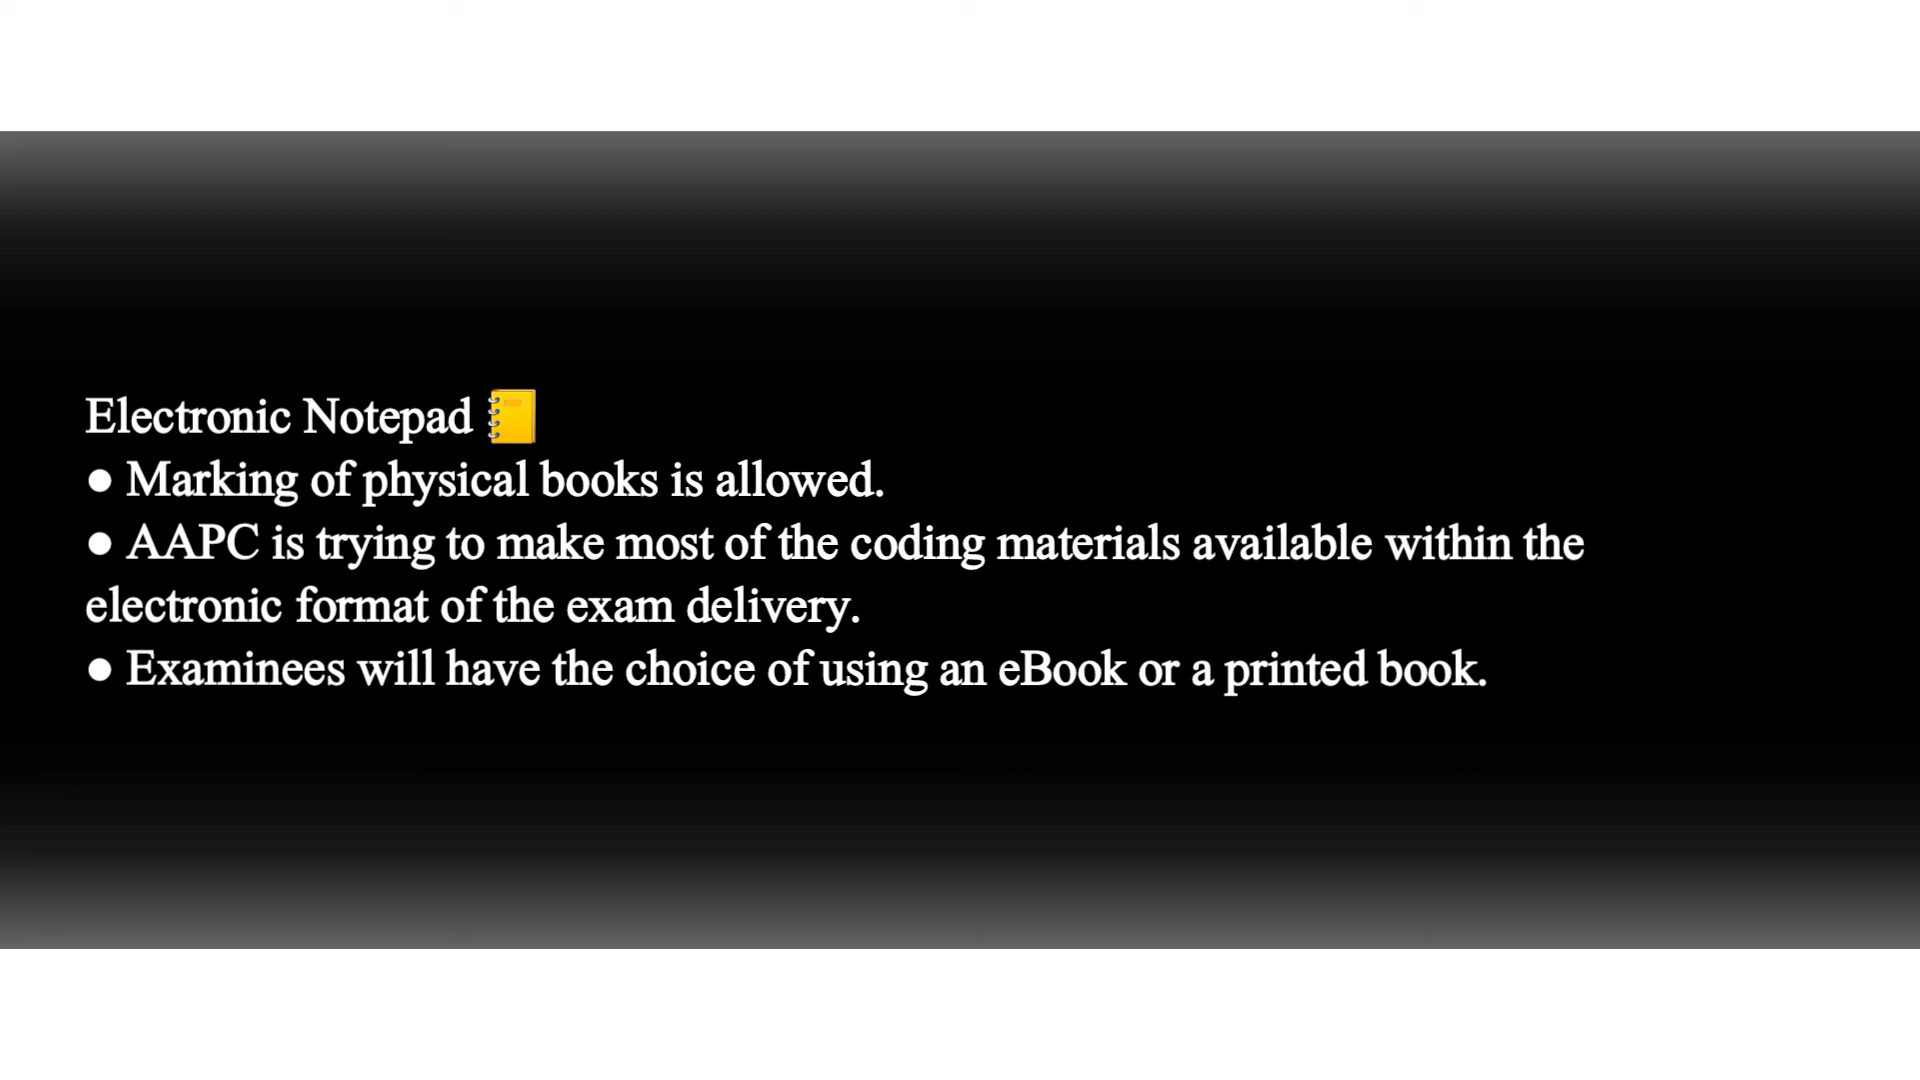 Electronic Notepad 📒
● Marking of physical books is allowed.
● AAPC is trying to make most of the coding materials available within the
electronic format of the exam delivery.
● Examinees will have the choice of using an eBook or a printed book.